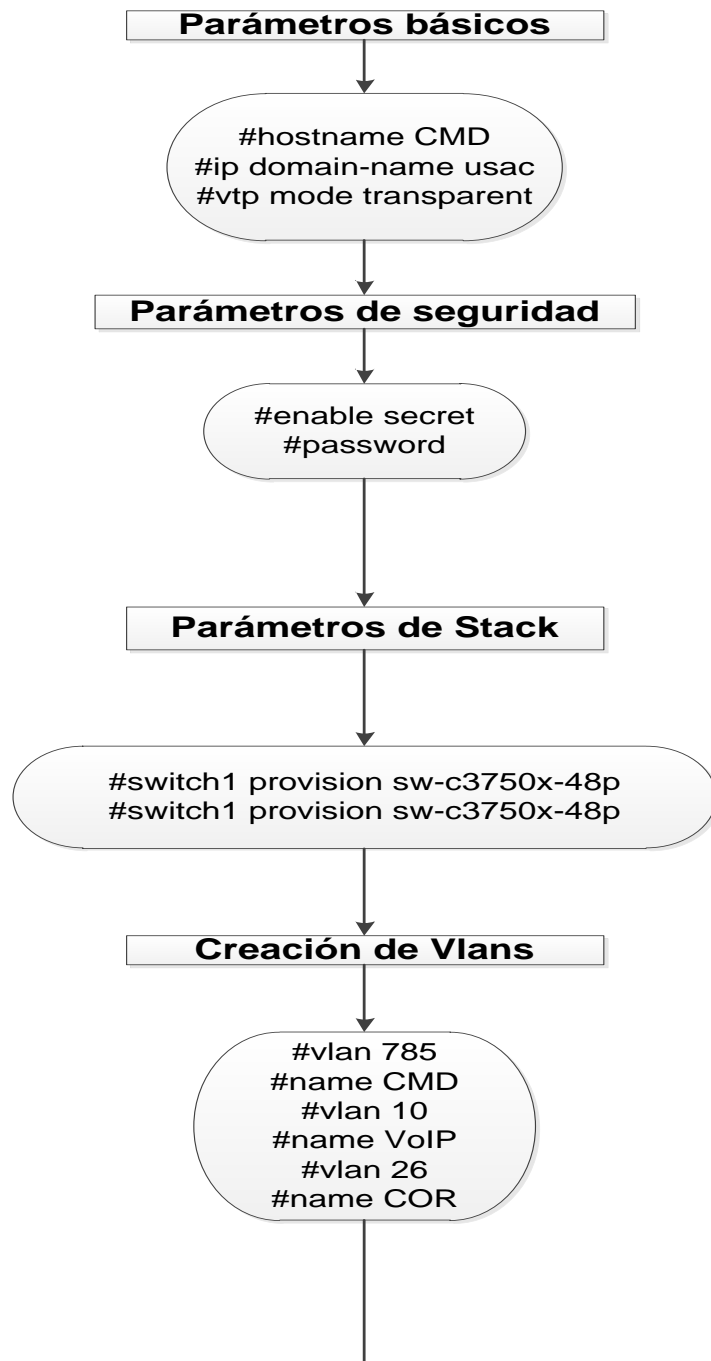 Parámetros básicos
#hostname CMD
#ip domain-name usac
#vtp mode transparent
Parámetros de seguridad
#enable secret
#password
Parámetros de Stack
#switch1 provision sw-c3750x-48p
#switch1 provision sw-c3750x-48p
Creación de Vlans
#vlan 785
#name CMD
#vlan 10
#name VoIP
#vlan 26
#name COR